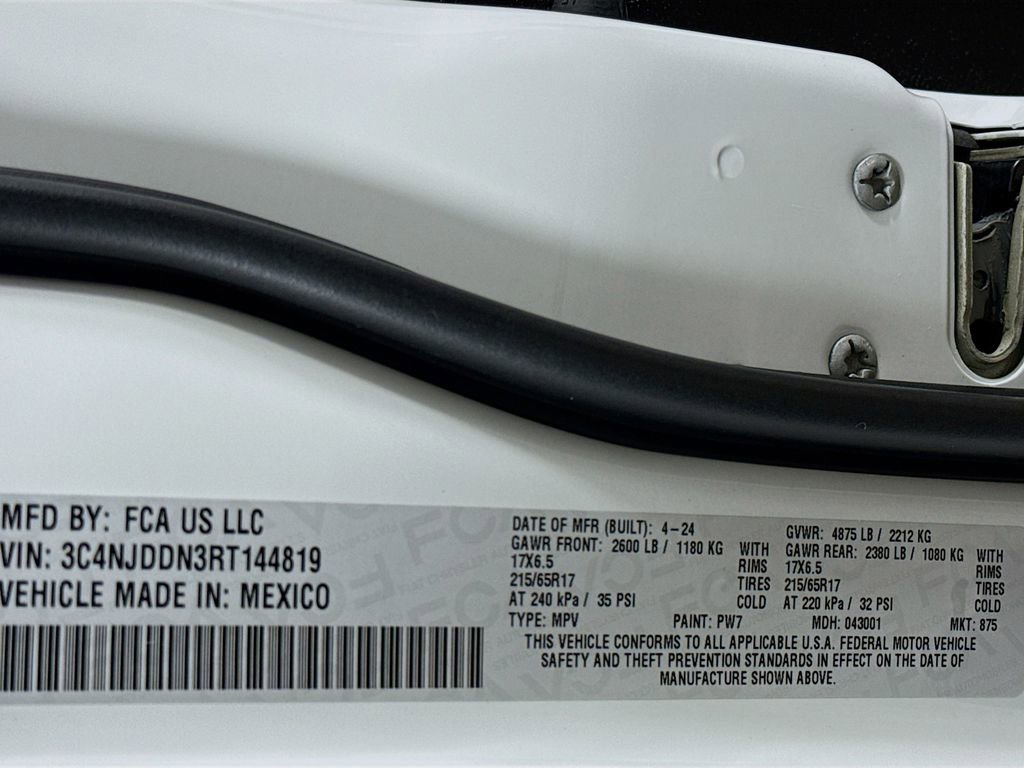 MFD BY: FCA US LLC
VIN: 3C4NJDDN3RT144819
VEHICLE MADE IN: MEXICO
DATE OF MFR (BUILT): 4-24 GVWR: 4875 LB / 2212 KG
GAWR FRONT: 2600 LB / 1180 KG WITH GAWR REAR: 2380 LB / 1080 KG WITH
17X6.5 RIMS 17X6.5 RIMS
215/65R17 TIRES 215/65R17 TIRES
AT 240 kPa / 35 PSI COLD AT 220 kPa / 32 PSI COLD
TYPE: MPV PAINT: PW7 MDH: 043001 MKT: 875
THIS VEHICLE CONFORMS TO ALL APPLICABLE U.S.A. FEDERAL MOTOR VEHICLE
SAFETY AND THEFT PREVENTION STANDARDS IN EFFECT ON THE DATE OF
MANUFACTURE SHOWN ABOVE.